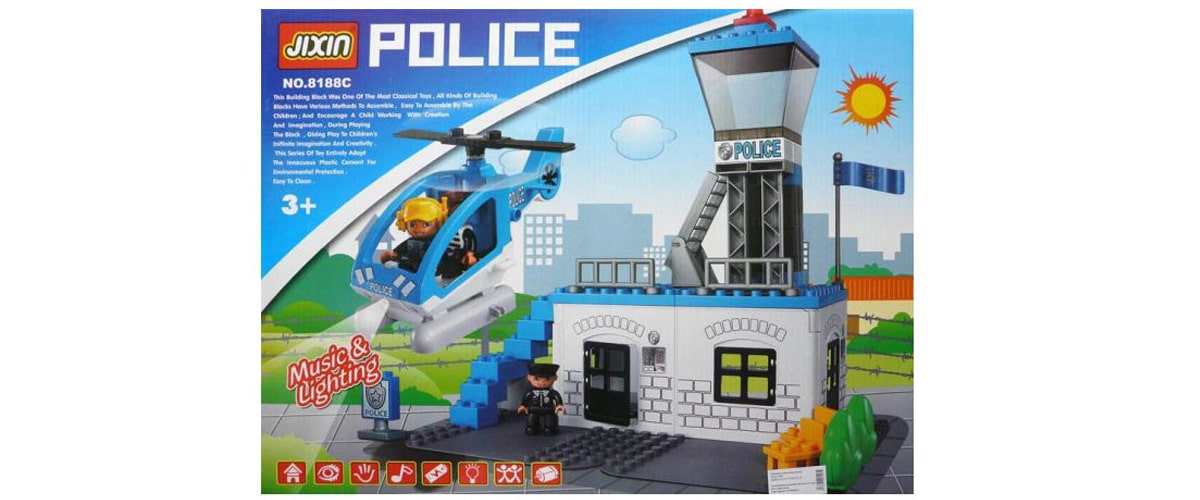 JIXIN POLICE
NO.8188C
This Building Block Was One Of The Most Classical Toys , All Kinds Of Building
Blocks Have Various Methods To Assemble , Easy To Assemble By The
Children ; And Encourage A Child Working With Creation
And Imagination , During Playing
The Block , Giving Play To Children's
Infinite Imagination And Creativity .
This Series Of Toy Entirely Adopt
The Innocuous Plastic Cement For
Environmental Protection .
Easy To Clean .
3+
POLICE
POLICE
POLICE
Music &
Lighting
POLICE